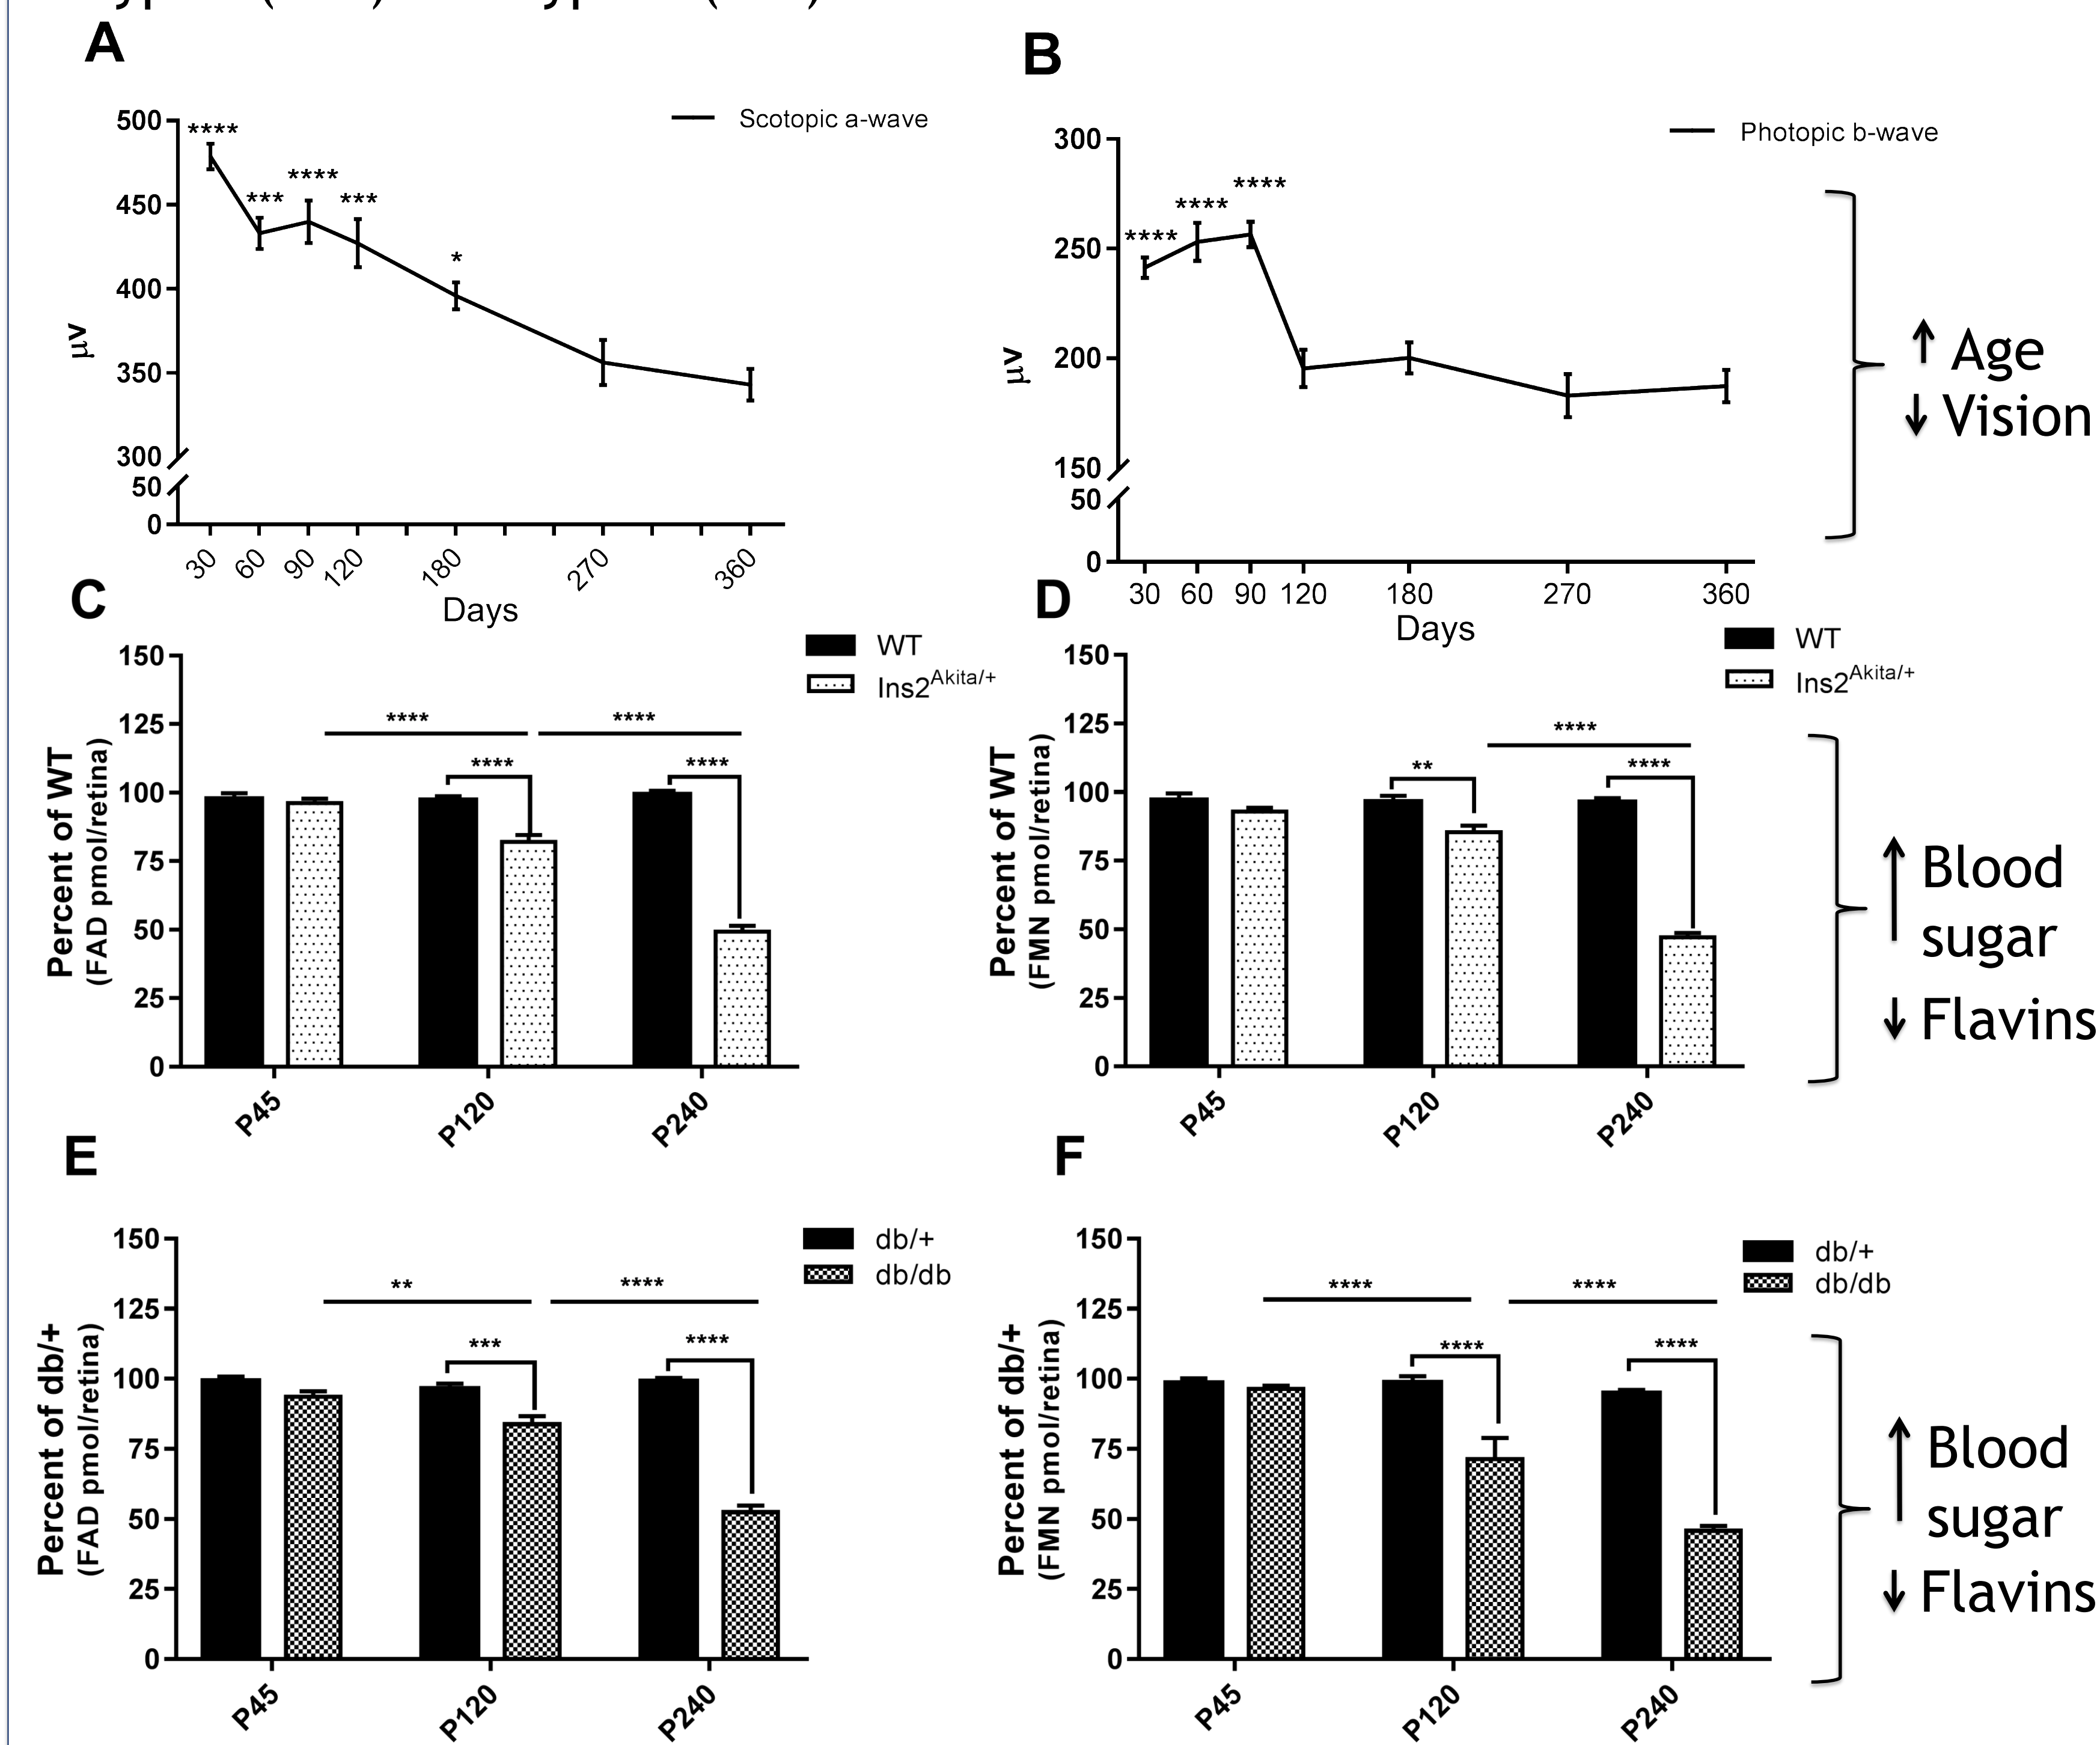 A
500
450
400
350
300
50
0
µv
****
***
****
***
*
Scotopic a-wave
30 60 90 120 180 270 360
Days
B
300
250
200
150
50
0
µv
****
****
****
Photopic b-wave
30 60 90 120 180 270 360
Days
↑ Age
↓ Vision
C
WT
Ins2Akita/+
150
125
100
75
50
25
0
Percent of WT
(FAD pmol/retina)
**** ****
**** ****
P45 P120 P240
D
WT
Ins2Akita/+
150
125
100
75
50
25
0
Percent of WT
(FMN pmol/retina)
****
** ****
P45 P120 P240
↑ Blood
sugar
↓ Flavins
E
db/+
db/db
150
125
100
75
50
25
0
Percent of db/+
(FAD pmol/retina)
** ****
*** ****
P45 P120 P240
F
db/+
db/db
150
125
100
75
50
25
0
Percent of db/+
(FMN pmol/retina)
**** ****
**** ****
P45 P120 P240
↑ Blood
sugar
↓ Flavins